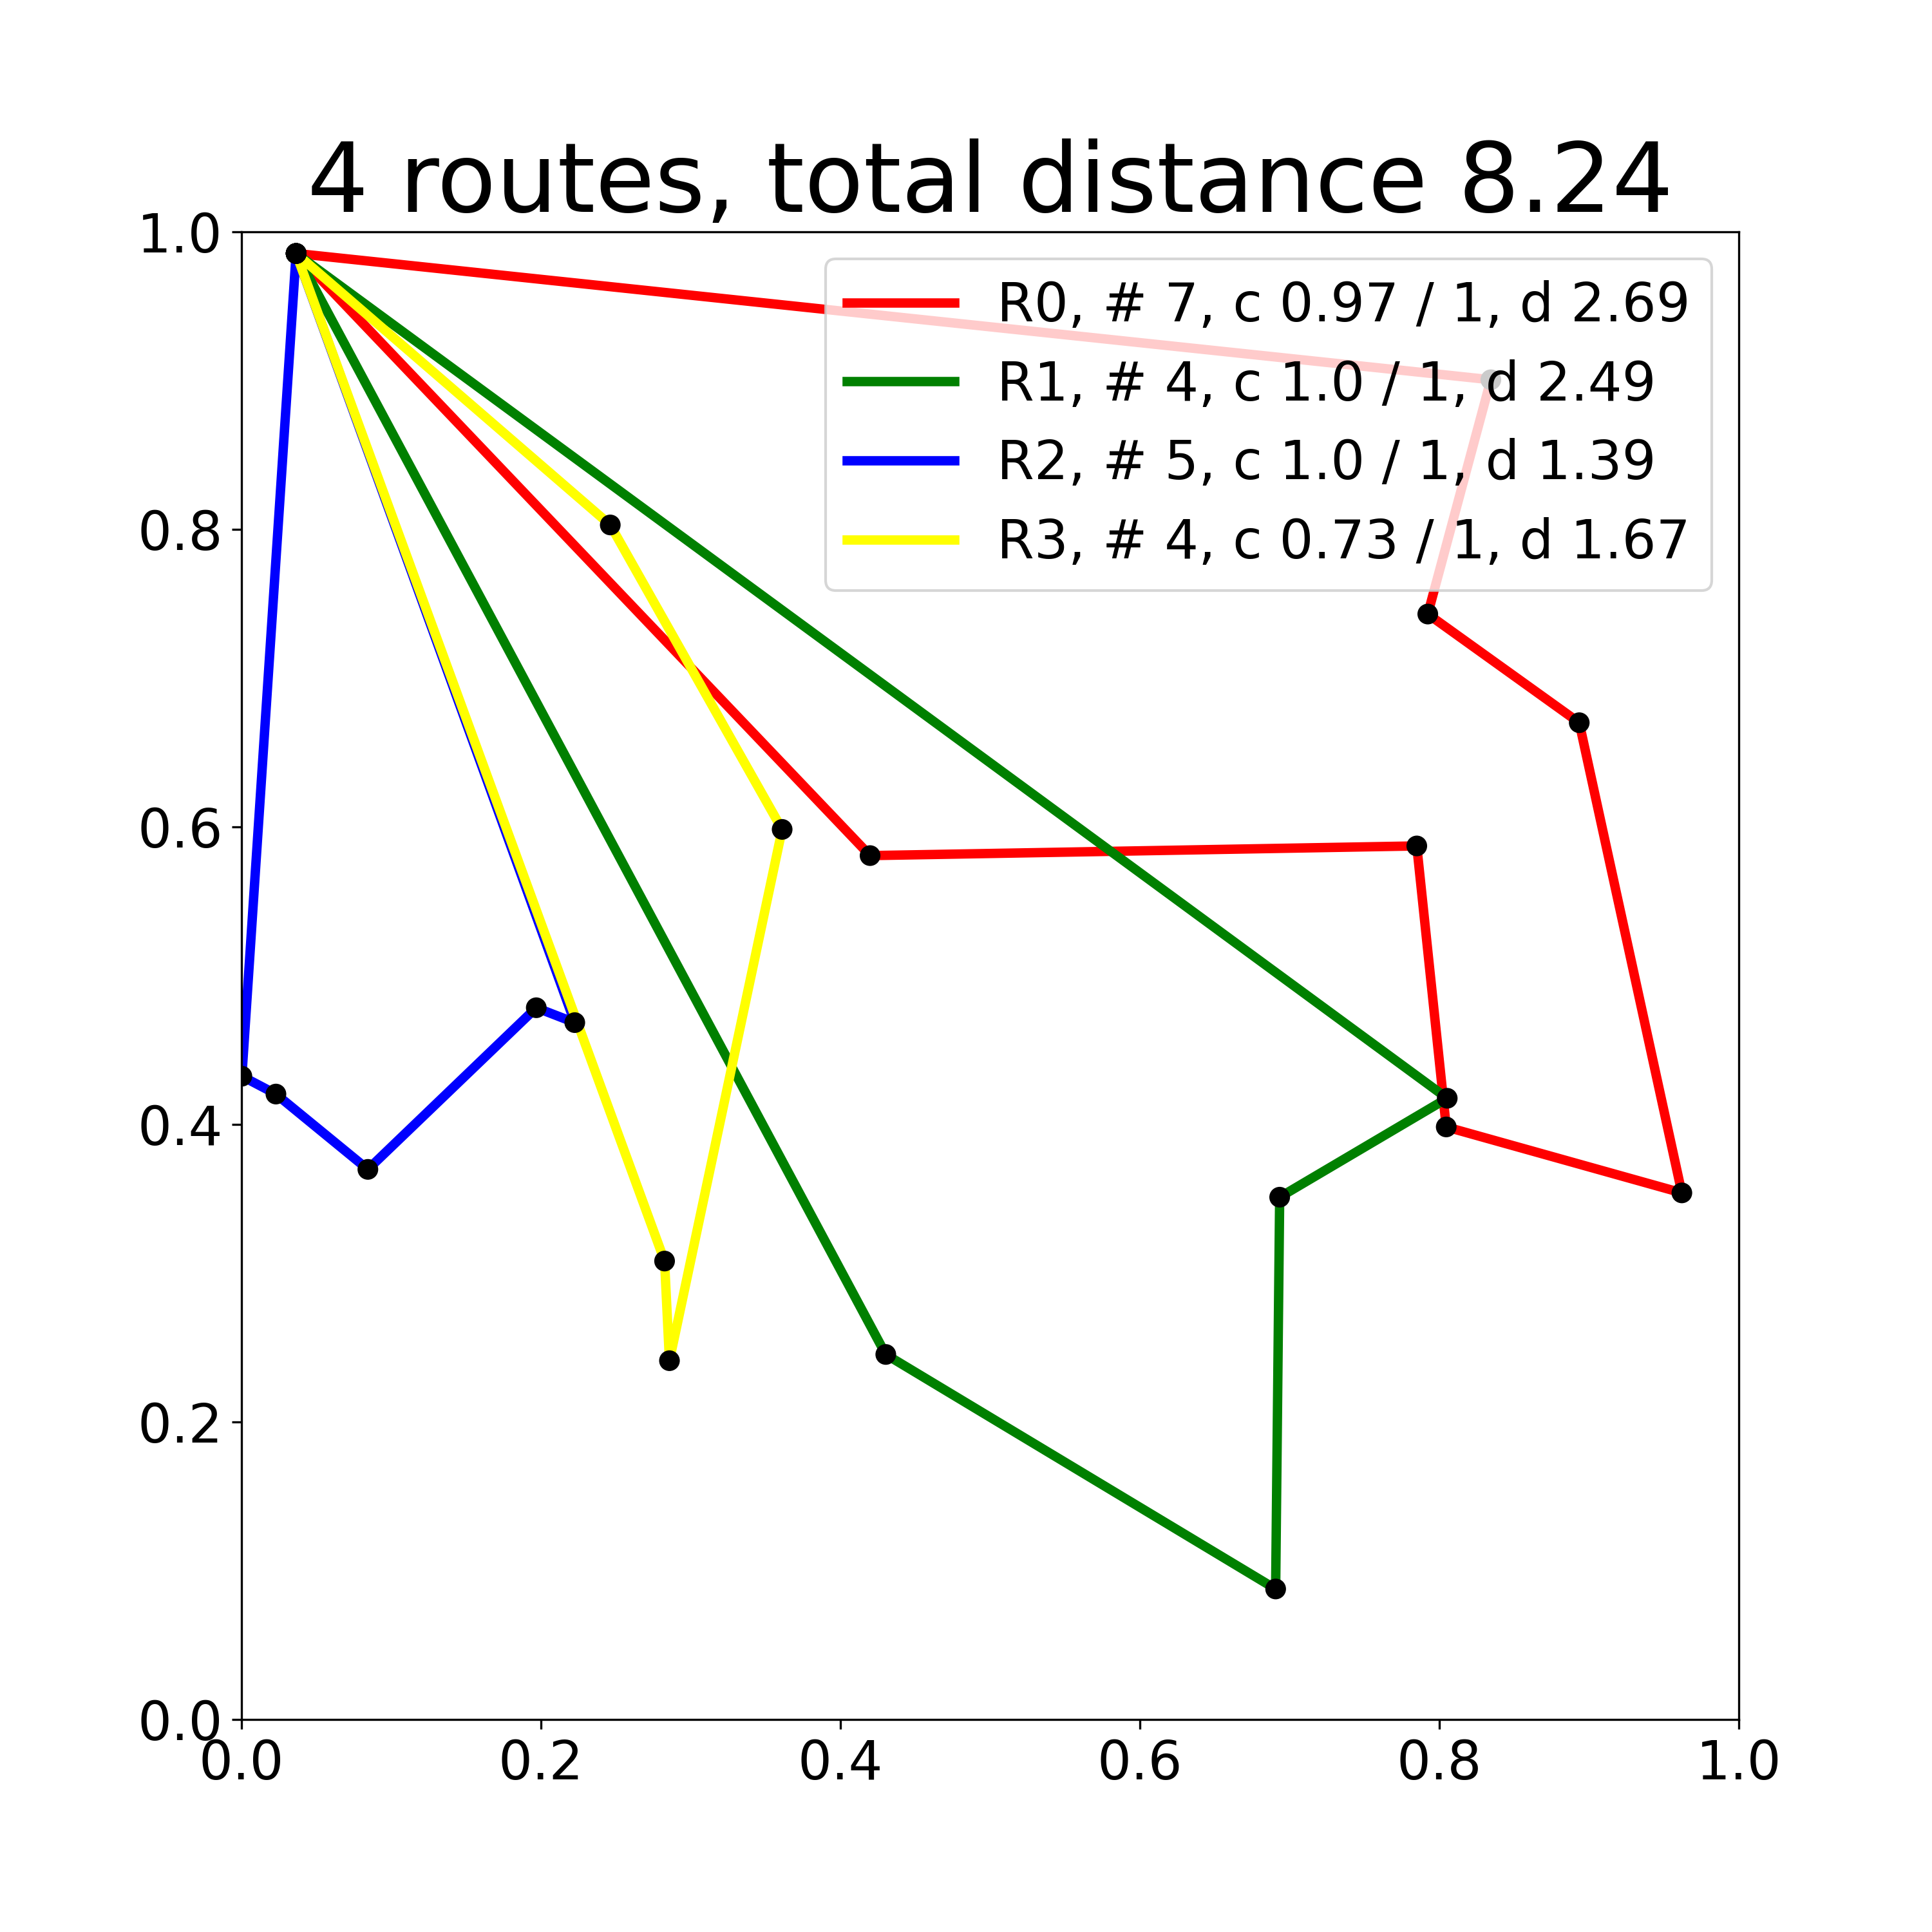 4 routes, total distance 8.24
1.0
0.8
0.6
0.4
0.2
0.0
R0, # 7, c 0.97 / 1, d 2.69
R1, # 4, c 1.0 / 1, d 2.49
R2, # 5, c 1.0 / 1, d 1.39
R3, # 4, c 0.73 / 1, d 1.67
0.0 0.2 0.4 0.6 0.8 1.0